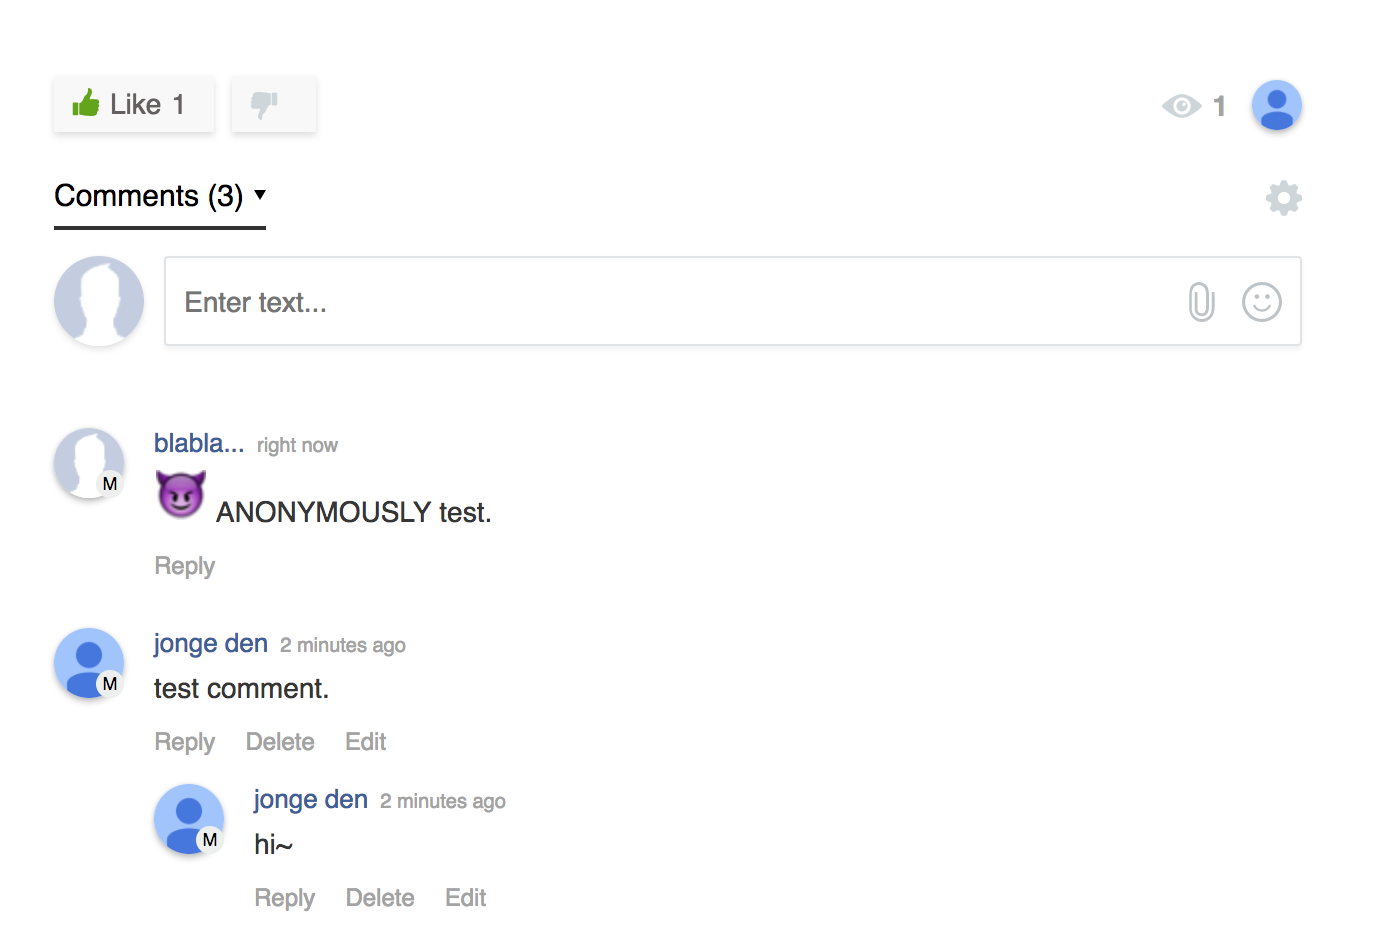 Like 1
1
Comments (3) ▾
Enter text...
blabla... right now
M
😈 ANONYMOUSLY test.
Reply
jonge den 2 minutes ago
M
test comment.
Reply Delete Edit
jonge den 2 minutes ago
M
hi~
Reply Delete Edit